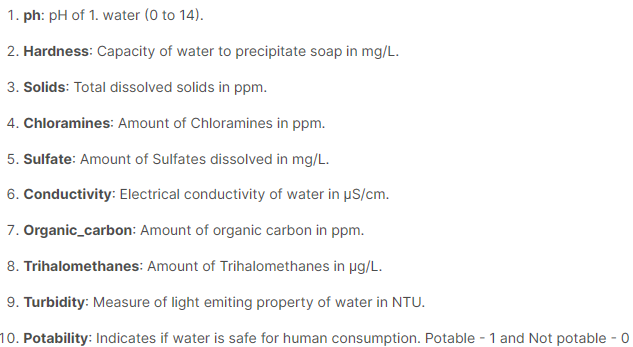 1. ph: pH of 1. water (0 to 14).
2. Hardness: Capacity of water to precipitate soap in mg/L.
3. Solids: Total dissolved solids in ppm.
4. Chloramines: Amount of Chloramines in ppm.
5. Sulfate: Amount of Sulfates dissolved in mg/L.
6. Conductivity: Electrical conductivity of water in μS/cm.
7. Organic_carbon: Amount of organic carbon in ppm.
8. Trihalomethanes: Amount of Trihalomethanes in μg/L.
9. Turbidity: Measure of light emiting property of water in NTU.
10. Potability: Indicates if water is safe for human consumption. Potable - 1 and Not potable - 0